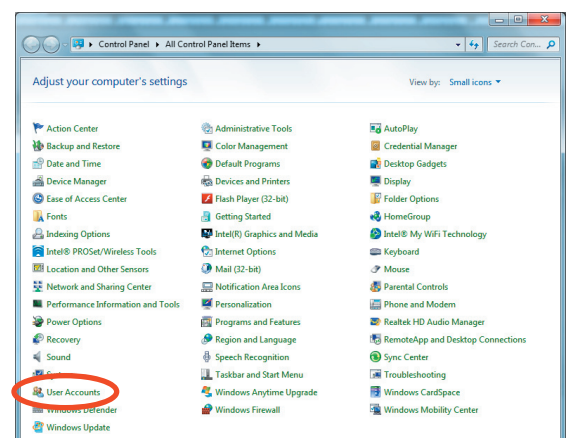 Control Panel All Control Panel Items Search Con...
Adjust your computer's settings View by: Small icons
Action Center Administrative Tools AutoPlay
Backup and Restore Color Management Credential Manager
Date and Time Default Programs Desktop Gadgets
Device Manager Devices and Printers Display
Ease of Access Center Flash Player (32-bit) Folder Options
Fonts Getting Started HomeGroup
Indexing Options Intel(R) Graphics and Media Intel® My WiFi Technology
Intel® PROSet/Wireless Tools Internet Options Keyboard
Location and Other Sensors Mail (32-bit) Mouse
Network and Sharing Center Notification Area Icons Parental Controls
Performance Information and Tools Personalization Phone and Modem
Power Options Programs and Features Realtek HD Audio Manager
Recovery Region and Language RemoteApp and Desktop Connections
Sound Speech Recognition Sync Center
System Taskbar and Start Menu Troubleshooting
User Accounts Windows Anytime Upgrade Windows CardSpace
Windows Defender Windows Firewall Windows Mobility Center
Windows Update